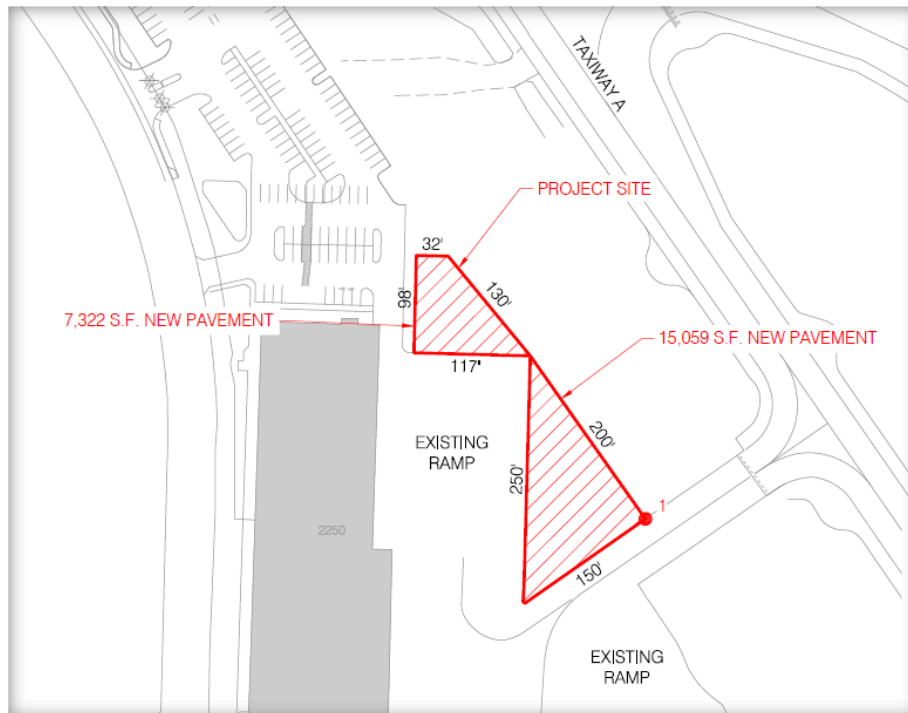 TAXIWAY A
PROJECT SITE
32'
98'
130'
7,322 S.F. NEW PAVEMENT
15,059 S.F. NEW PAVEMENT
117'
200'
EXISTING
RAMP
250'
1
2250
150'
EXISTING
RAMP